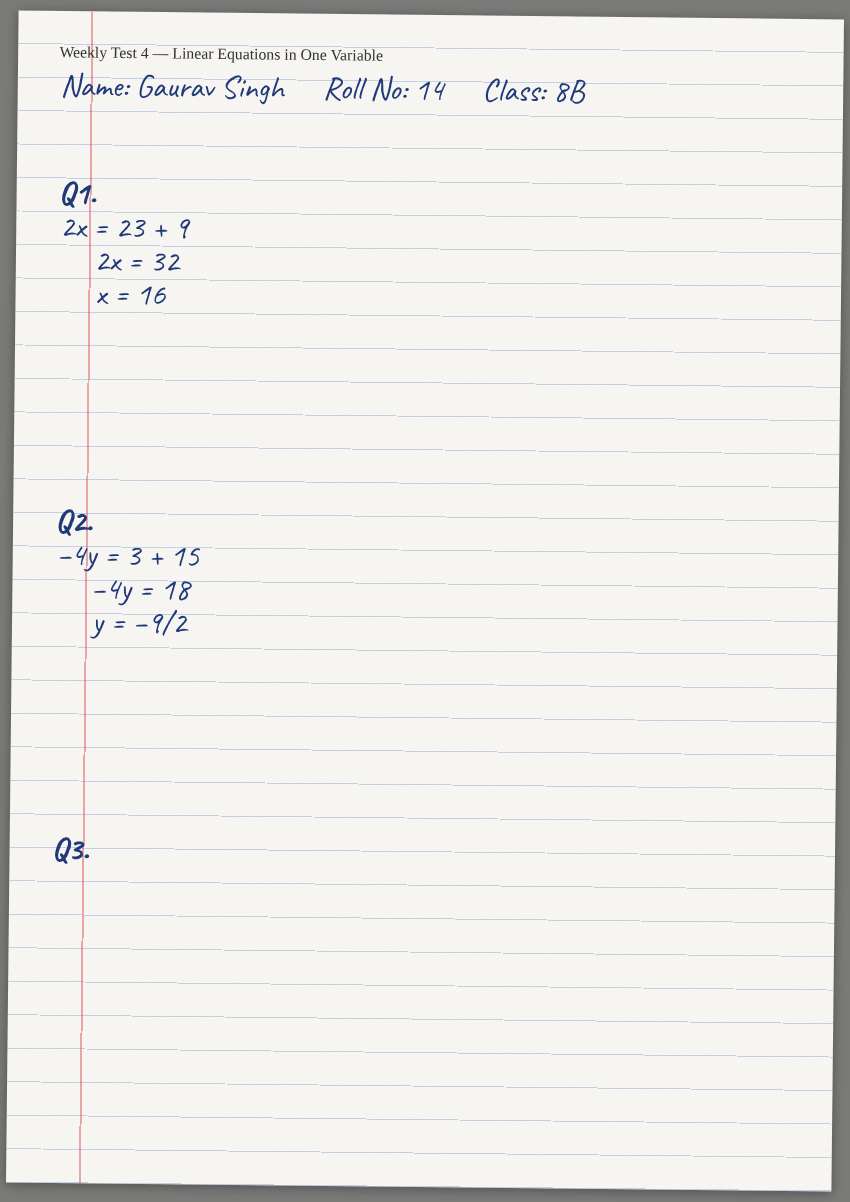 Weekly Test 4 — Linear Equations in One Variable
Name: Gaurav Singh Roll No: 14 Class: 8B
Q1.
2x = 23 + 9
2x = 32
x = 16
Q2.
-4y = 3 + 15
-4y = 18
y = -9/2
Q3.